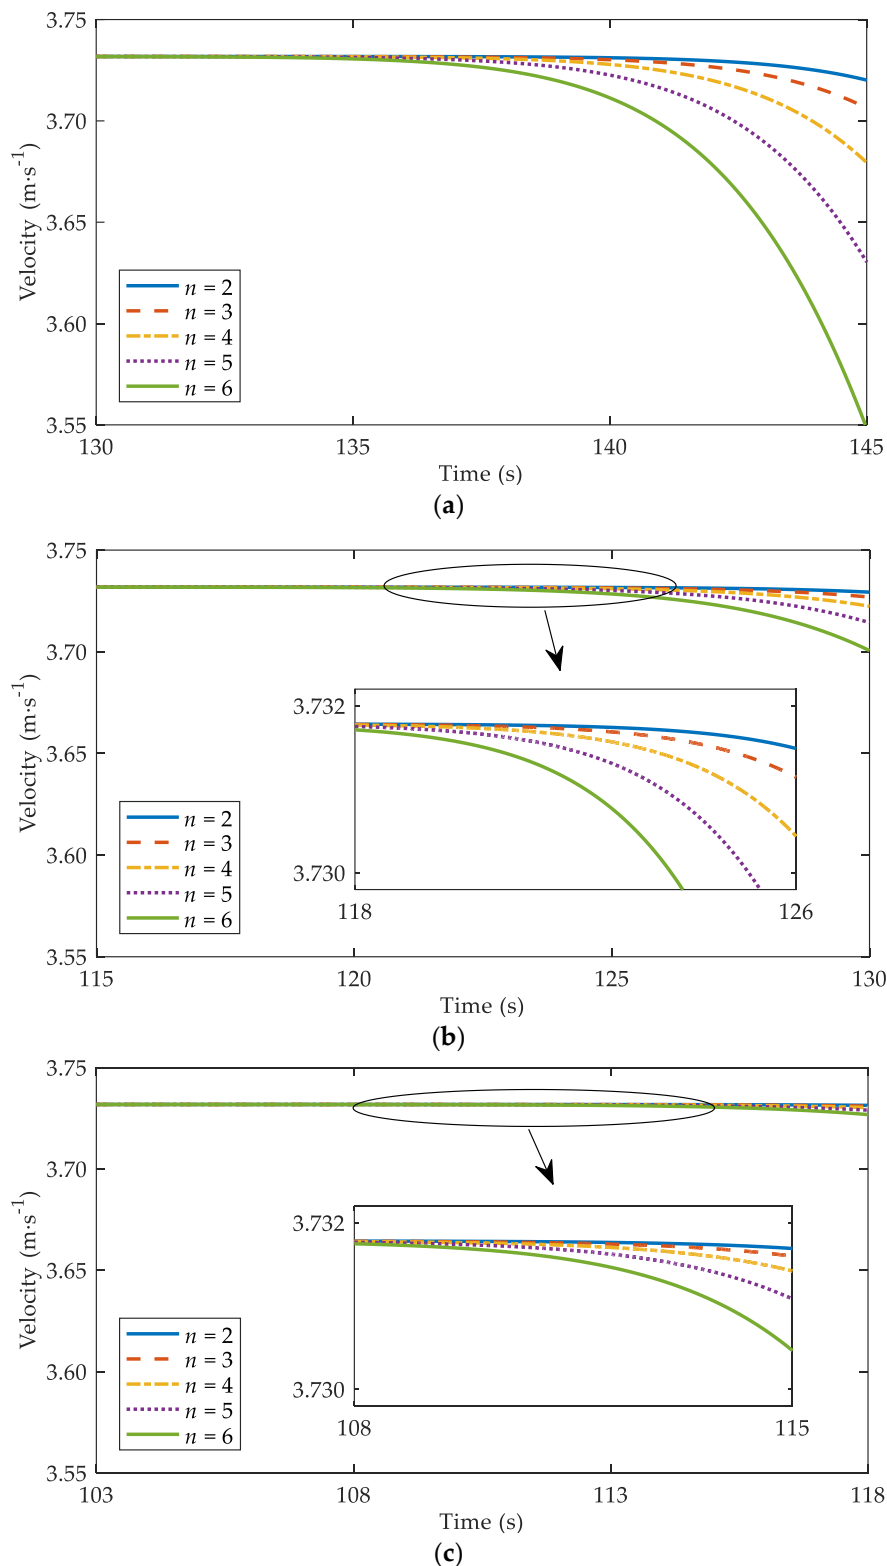 3.75
3.70
3.65
3.60
3.55
Velocity (m·s⁻¹)
n = 2
n = 3
n = 4
n = 5
n = 6
130 135 140 145
Time (s)
(a)
3.75
3.70
3.65
3.60
3.55
Velocity (m·s⁻¹)
3.732
3.730
118 126
n = 2
n = 3
n = 4
n = 5
n = 6
115 120 125 130
Time (s)
(b)
3.75
3.70
3.65
3.60
3.55
Velocity (m·s⁻¹)
3.732
3.730
108 115
n = 2
n = 3
n = 4
n = 5
n = 6
103 108 113 118
Time (s)
(c)